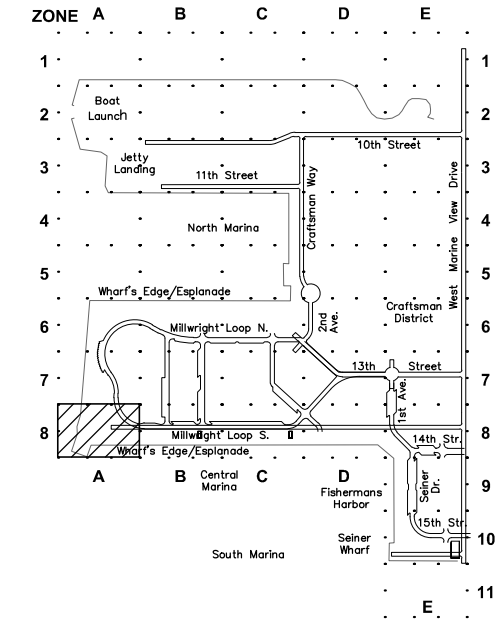 ZONE A B C D E
1 1
Boat
Launch
2 2
10th Street
Jetty
Landing
3 3
11th Street
Craftsman Way
West Marine View Drive
4 4
North Marina
5 5
Wharf's Edge/Esplanade
Craftsman
District
2nd
Ave.
6 6
Millwright Loop N.
13th Street
7 7
1st Ave.
8 8
Millwright Loop S.
14th Str.
Wharf's Edge/Esplanade
A B C D
9
Central
Marina
Seiner
Dr.
Fishermans
Harbor
15th Str.
Seiner
Wharf
10
South Marina
11
E